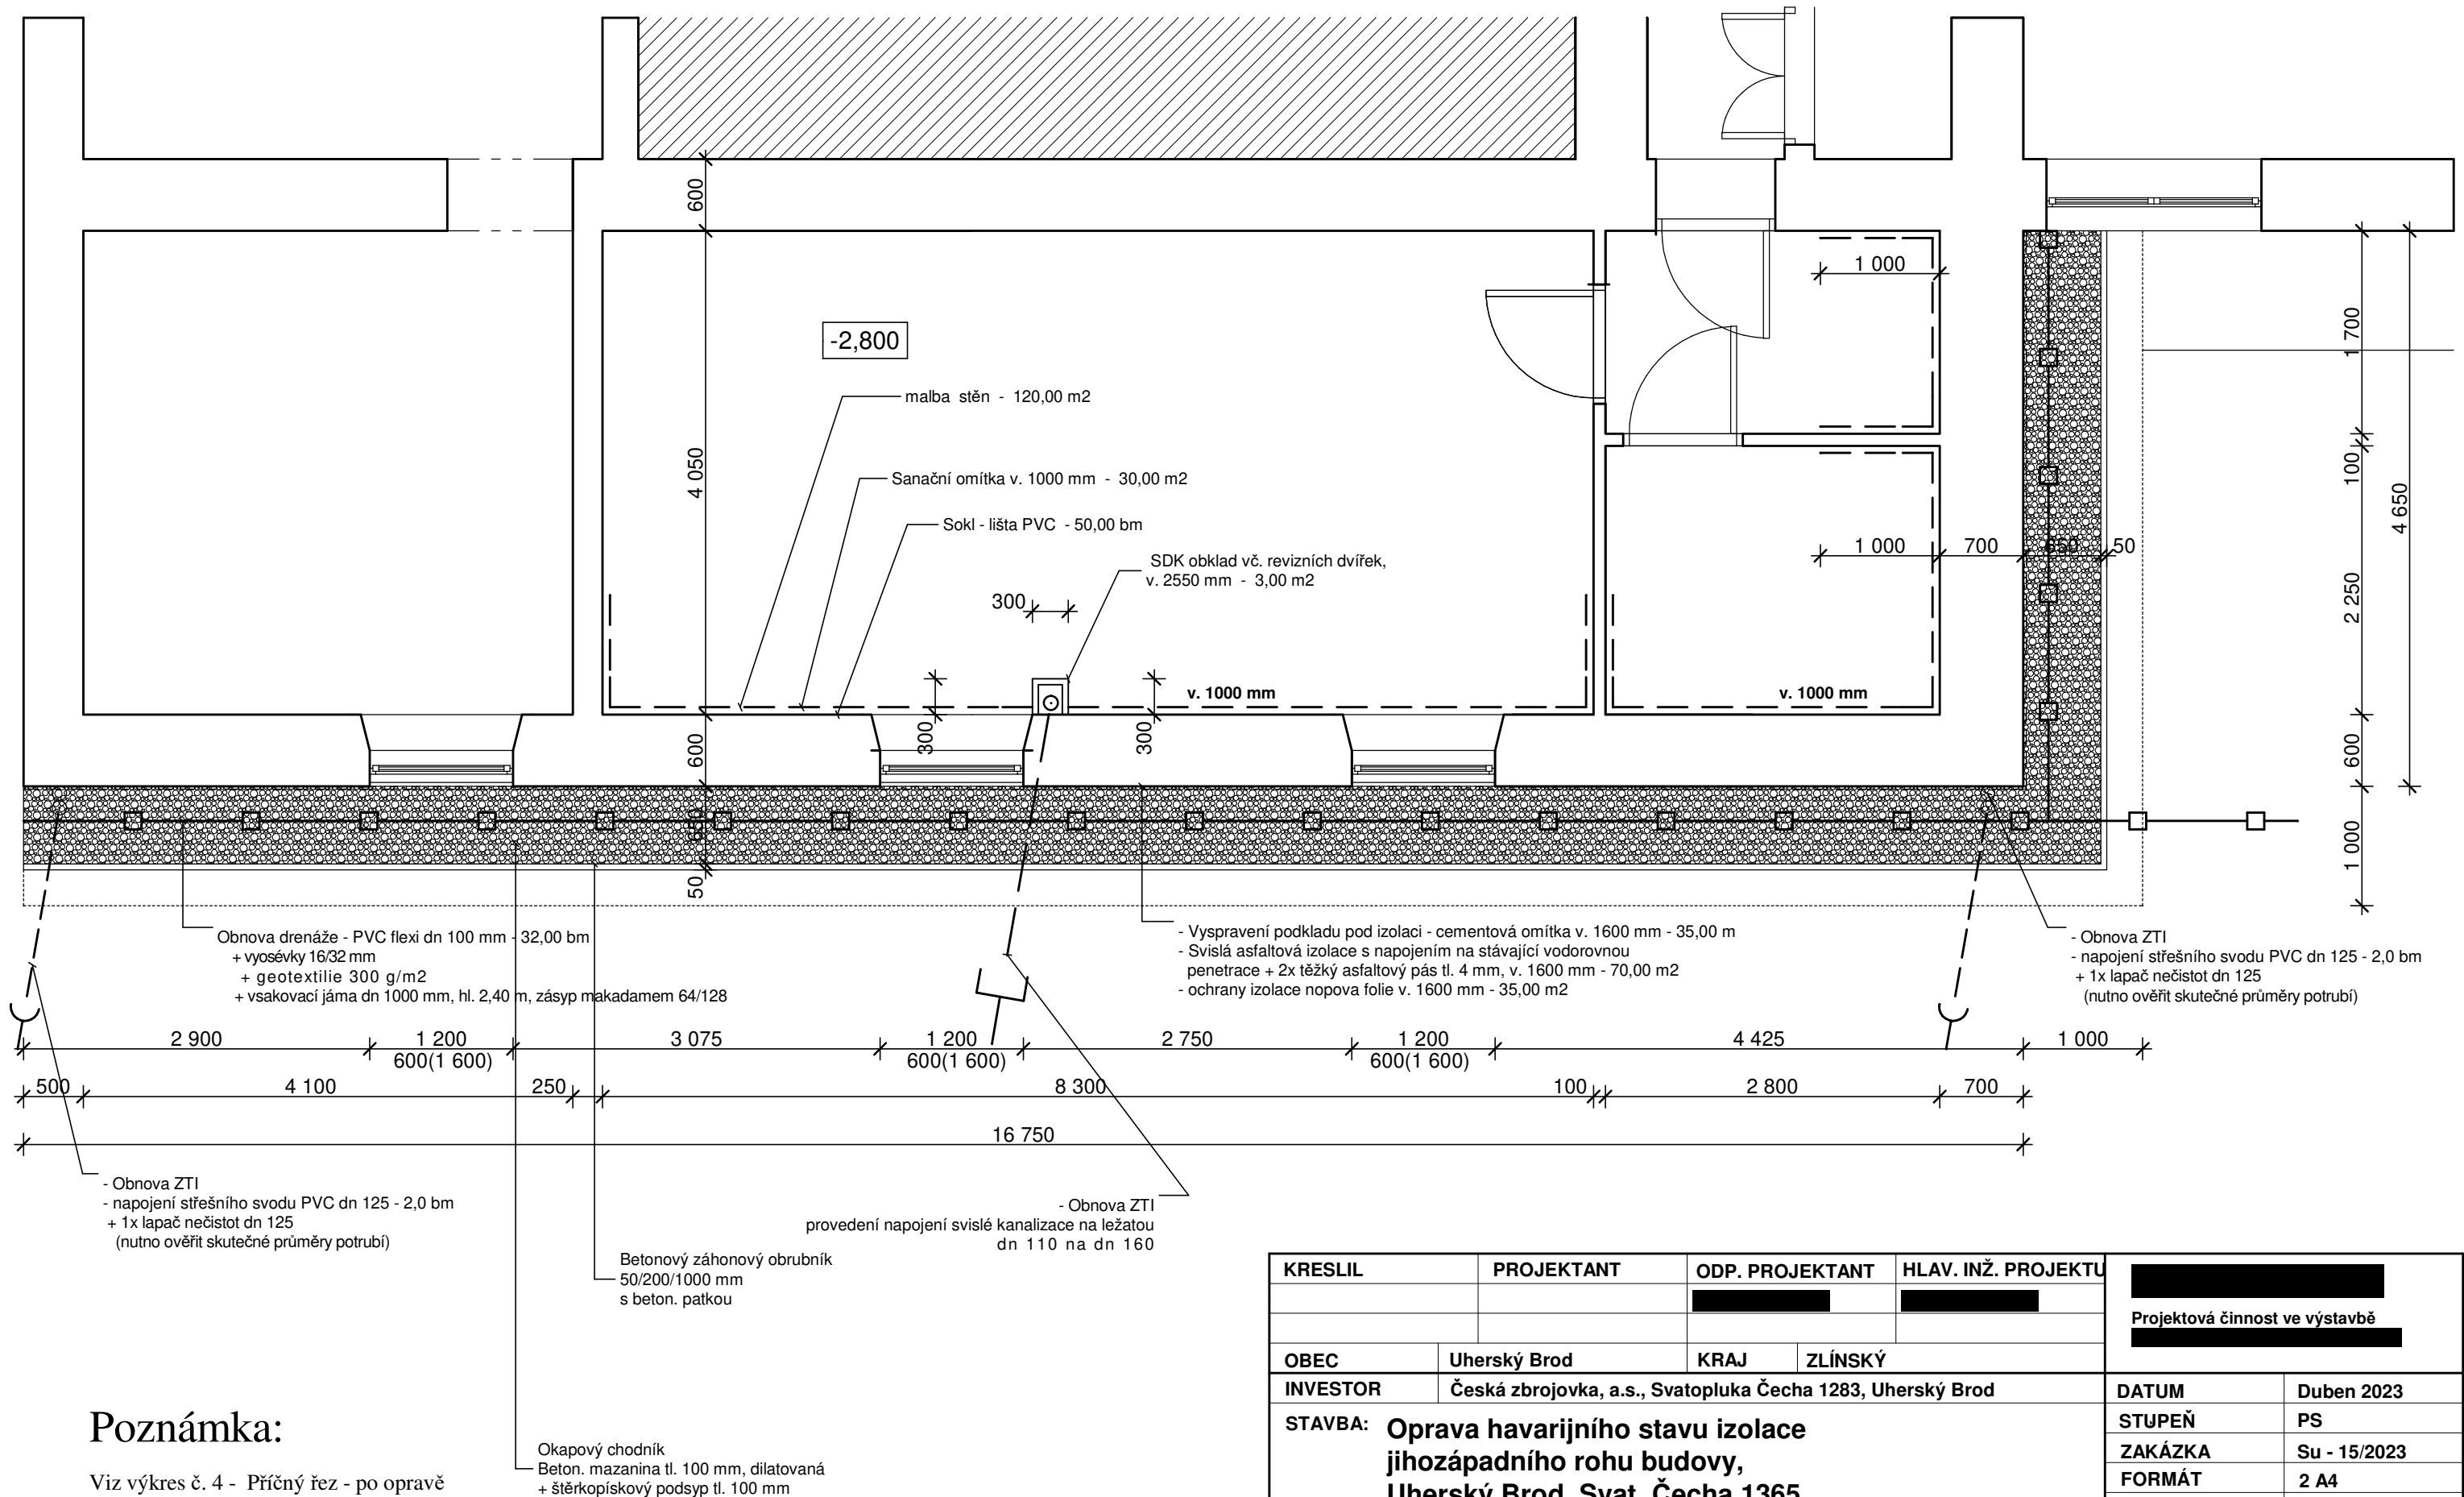 600
1 000
1 700
-2,800
malba stěn - 120,00 m2
4 050
Sanační omítka v. 1000 mm - 30,00 m2
100
4 650
Sokl - lišta PVC - 50,00 bm
SDK obklad vč. revizních dvířek,
v. 2550 mm - 3,00 m2
1 000
700
650
50
300
2 250
v. 1000 mm
v. 1000 mm
600
300
300
600
650
50
1 000
Obnova drenáže - PVC flexi dn 100 mm - 32,00 bm
+ vyosévky 16/32 mm
+ geotextilie 300 g/m2
+ vsakovací jáma dn 1000 mm, hl. 2,40 m, zásyp makadamem 64/128
- Vyspravení podkladu pod izolaci - cementová omítka v. 1600 mm - 35,00 m
- Svislá asfaltová izolace s napojením na stávající vodorovnou
penetrace + 2x těžký asfaltový pás tl. 4 mm, v. 1600 mm - 70,00 m2
- ochrany izolace nopova folie v. 1600 mm - 35,00 m2
- Obnova ZTI
- napojení střešního svodu PVC dn 125 - 2,0 bm
+ 1x lapač nečistot dn 125
(nutno ověřit skutečné průměry potrubí)
2 900 1 200 3 075 1 200 2 750 1 200 4 425 1 000
600(1 600) 600(1 600) 600(1 600)
500 4 100 250 8 300 100 2 800 700
16 750
- Obnova ZTI
- napojení střešního svodu PVC dn 125 - 2,0 bm
+ 1x lapač nečistot dn 125
(nutno ověřit skutečné průměry potrubí)
- Obnova ZTI
provedení napojení svislé kanalizace na ležatou
dn 110 na dn 160
Betonový záhonový obrubník
50/200/1000 mm
s beton. patkou
Okapový chodník
Beton. mazanina tl. 100 mm, dilatovaná
+ štěrkopískový podsyp tl. 100 mm
Poznámka:
Viz výkres č. 4 - Příčný řez - po opravě
KRESLIL PROJEKTANT ODP. PROJEKTANT HLAV. INŽ. PROJEKTU
Projektová činnost ve výstavbě
OBEC Uherský Brod KRAJ ZLÍNSKÝ
INVESTOR Česká zbrojovka, a.s., Svatopluka Čecha 1283, Uherský Brod
STAVBA: Oprava havarijního stavu izolace
jihozápadního rohu budovy,
Uherský Brod, Svat. Čecha 1365
DATUM Duben 2023
STUPEŇ PS
ZAKÁZKA Su - 15/2023
FORMÁT 2 A4